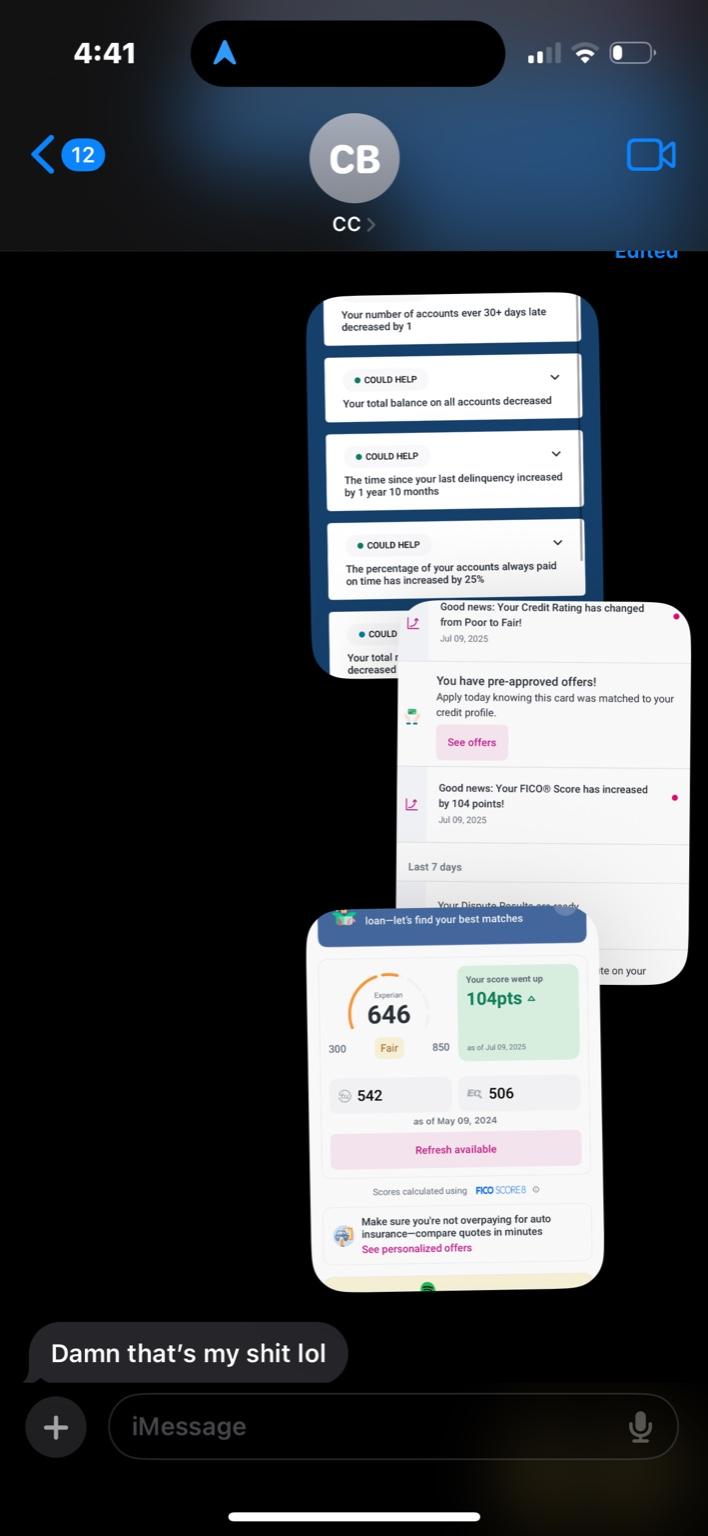 4:41
12
CB
CC
Edited
Your number of accounts ever 30+ days late
decreased by 1
COULD HELP
Your total balance on all accounts decreased
COULD HELP
The time since your last delinquency increased
by 1 year 10 months
COULD HELP
The percentage of your accounts always paid
on time has increased by 25%
COULD
Your total
decreased
Good news: Your Credit Rating has changed
from Poor to Fair!
Jul 09, 2025
You have pre-approved offers!
Apply today knowing this card was matched to your
credit profile.
See offers
Good news: Your FICO® Score has increased
by 104 points!
Jul 09, 2025
Last 7 days
Your Dispute Results are ready
te on your
loan—let's find your best matches
Experian
646
300
Fair
850
Your score went up
104pts
as of Jul 09, 2025
542
EQ. 506
as of May 09, 2024
Refresh available
Scores calculated using FICO SCORE 8
Make sure you're not overpaying for auto
insurance—compare quotes in minutes
See personalized offers
Damn that's my shit lol
iMessage